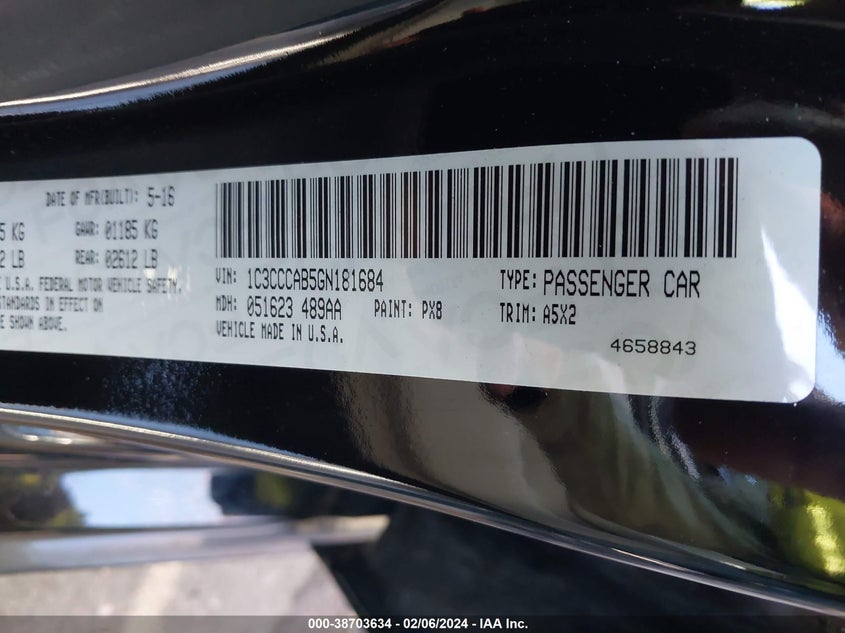 DATE OF MFR(BUILT): 5-16
5 KG GAWR: 01185 KG
2 LB REAR: 02612 LB
U.S.A. FEDERAL MOTOR VEHICLE SAFETY,
STANDARDS IN EFFECT ON
SHOWN ABOVE.
VIN: 1C3CCCAB5GN181684 TYPE: PASSENGER CAR
MDH: 051623 489AA PAINT: PX8 TRIM: A5X2
VEHICLE MADE IN U.S.A.
4658843
000-38703634 - 02/06/2024 - IAA Inc.